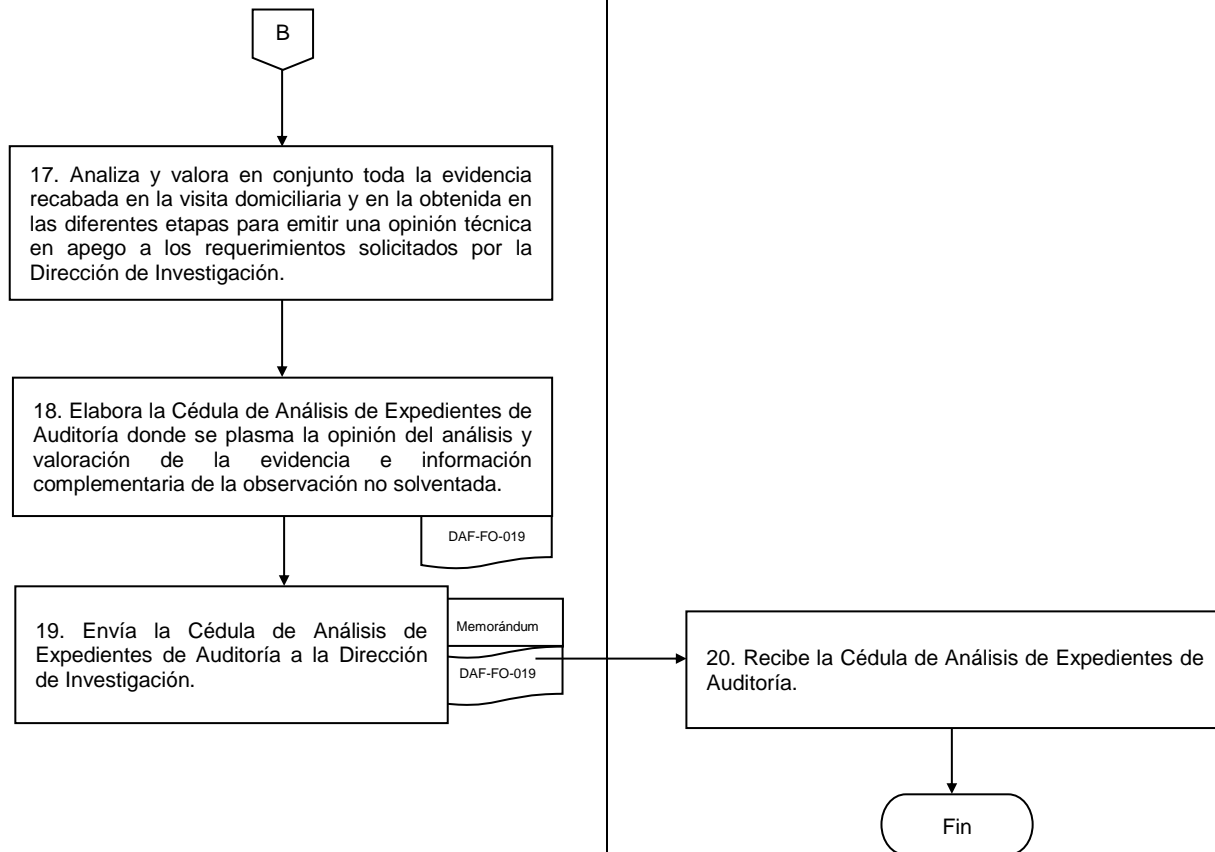 B
17. Analiza y valora en conjunto toda la evidencia
recabada en la visita domiciliaria y en la obtenida en
las diferentes etapas para emitir una opinión técnica
en apego a los requerimientos solicitados por la
Dirección de Investigación.
18. Elabora la Cédula de Análisis de Expedientes de
Auditoría donde se plasma la opinión del análisis y
valoración de la evidencia e información
complementaria de la observación no solventada.
DAF-FO-019
19. Envía la Cédula de Análisis de
Expedientes de Auditoría a la Dirección
de Investigación.
Memorándum
DAF-FO-019
20. Recibe la Cédula de Análisis de Expedientes de
Auditoría.
Fin